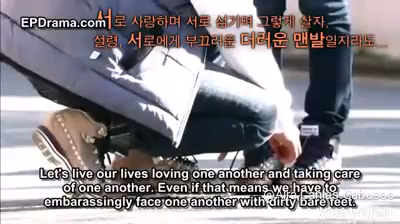 EPDrama.com
서로 사랑하며 서로 섬기며 그렇게 살자.
설령, 서로에게 부끄러운 더러운 맨발일지라도...
Let's live our lives loving one another and taking care
of one another. Even if that means we have to
embarassingly face one another with dirty bare feet.